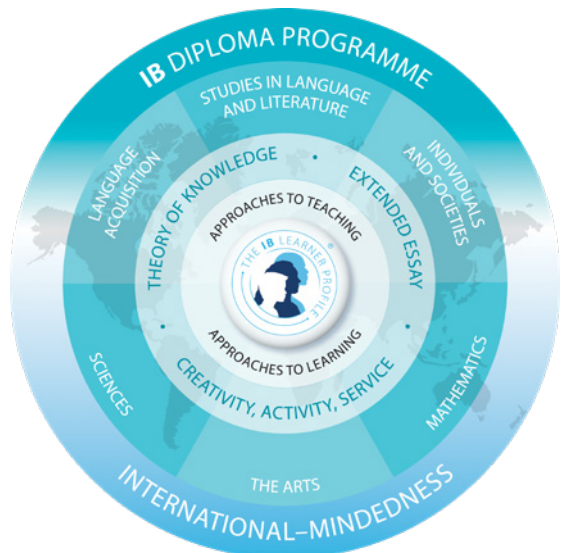 IB DIPLOMA PROGRAMME
STUDIES IN LANGUAGE
AND LITERATURE
LANGUAGE
ACQUISITION
INDIVIDUALS
AND SOCIETIES
THEORY OF KNOWLEDGE
·
EXTENDED ESSAY
·
APPROACHES TO TEACHING
THE IB LEARNER PROFILE ®
APPROACHES TO LEARNING
·
CREATIVITY, ACTIVITY, SERVICE
SCIENCES
MATHEMATICS
THE ARTS
INTERNATIONAL–MINDEDNESS